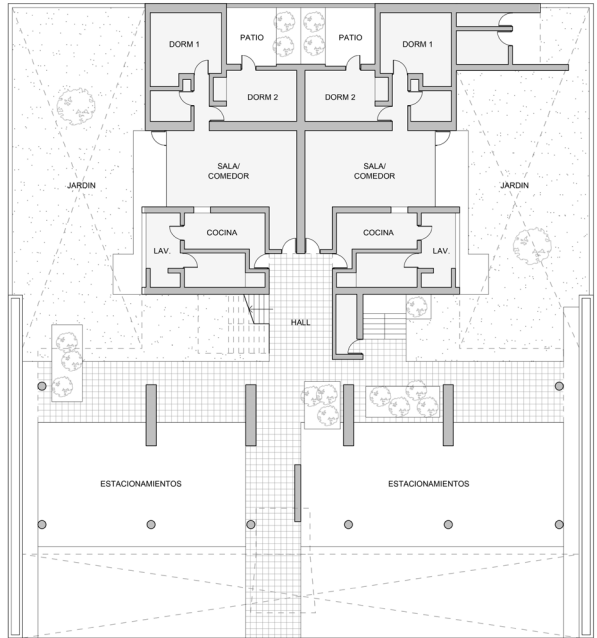 DORM 1
PATIO
PATIO
DORM 1
DORM 2
DORM 2
SALA/
COMEDOR
SALA/
COMEDOR
JARDIN
JARDIN
COCINA
COCINA
LAV.
LAV.
HALL
ESTACIONAMIENTOS
ESTACIONAMIENTOS